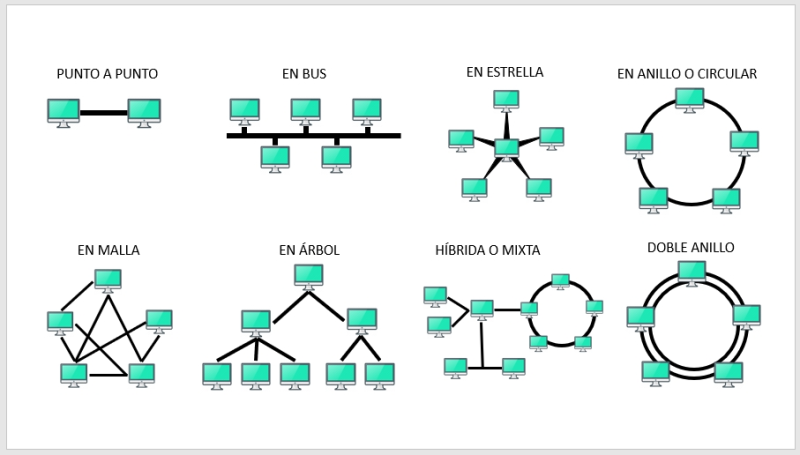 PUNTO A PUNTO
EN BUS
EN ESTRELLA
EN ANILLO O CIRCULAR
EN MALLA
EN ÁRBOL
HÍBRIDA O MIXTA
DOBLE ANILLO